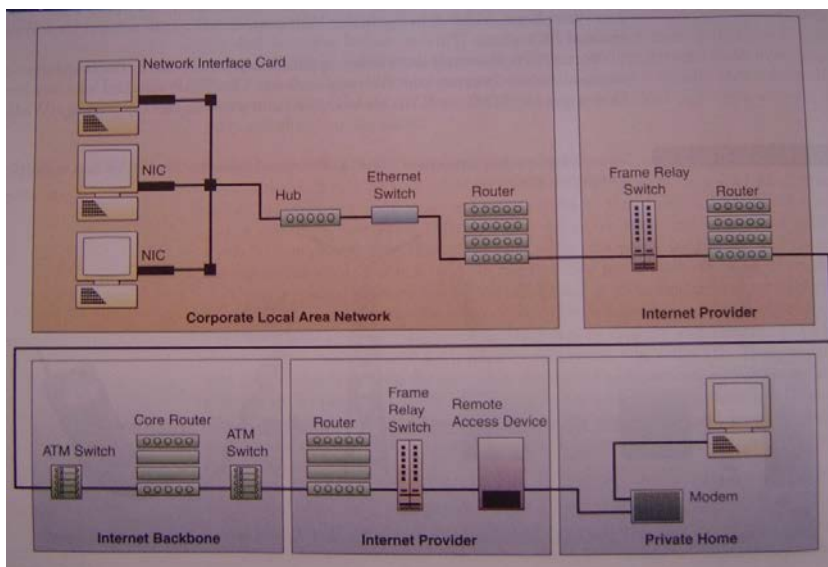 Network Interface Card
NIC
NIC
Hub
Ethernet
Switch
Router
Corporate Local Area Network
Frame Relay
Switch
Router
Internet Provider
ATM Switch
Core Router
ATM
Switch
Internet Backbone
Router
Frame
Relay
Switch
Remote
Access Device
Internet Provider
Modem
Private Home